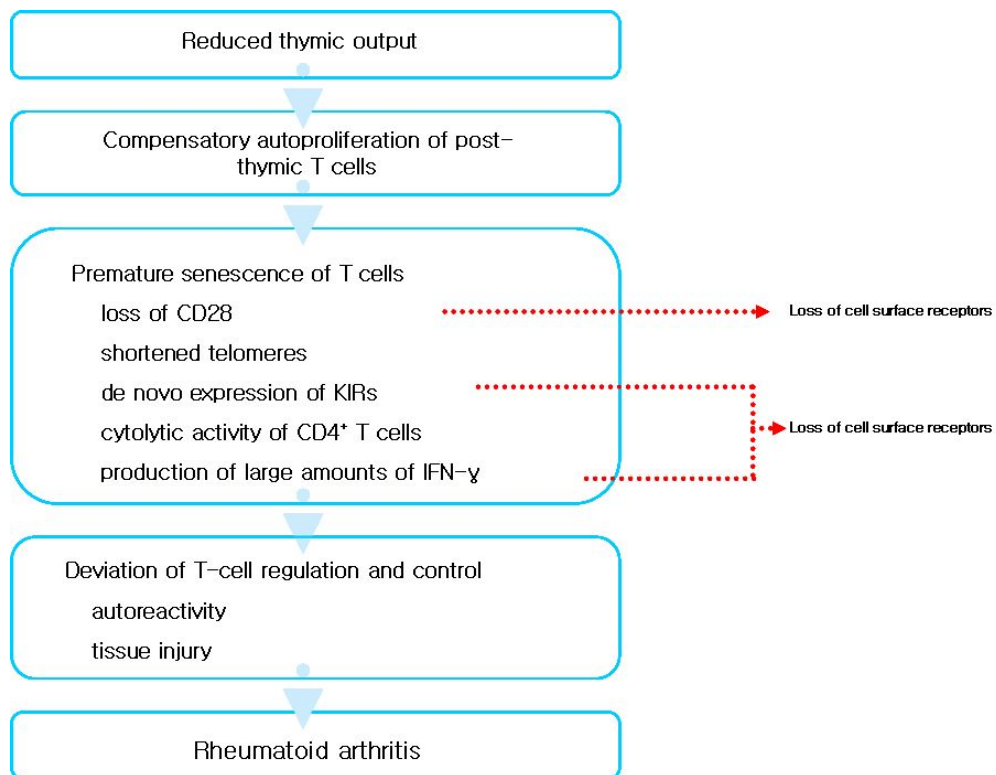 Reduced thymic output
Compensatory autoproliferation of post-
thymic T cells
Premature senescence of T cells
loss of CD28
Loss of cell surface receptors
shortened telomeres
de novo expression of KIRs
cytolytic activity of CD4⁺ T cells
Loss of cell surface receptors
production of large amounts of IFN-ɣ
Deviation of T-cell regulation and control
autoreactivity
tissue injury
Rheumatoid arthritis